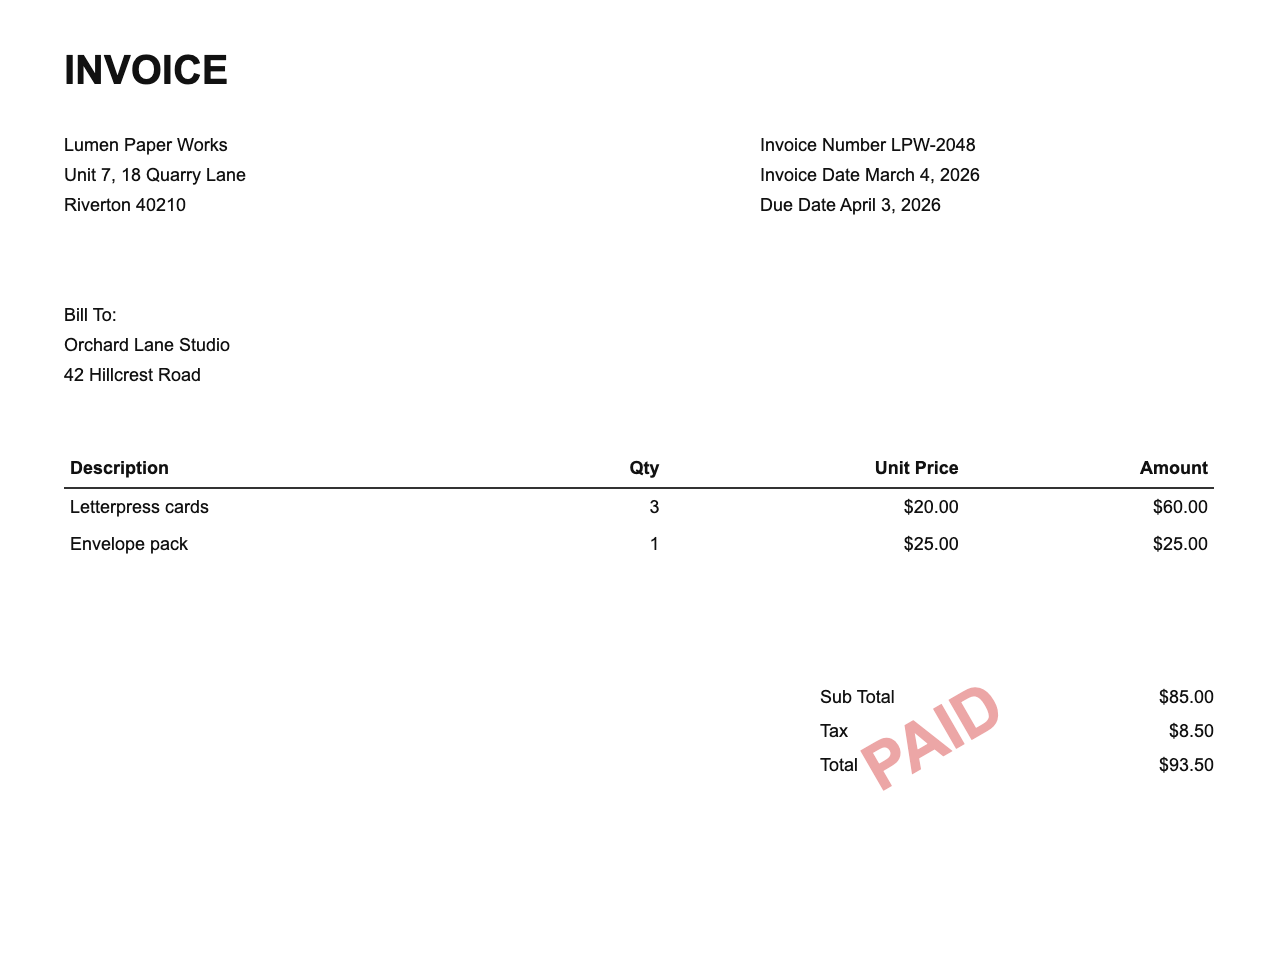 INVOICE
Lumen Paper Works
Unit 7, 18 Quarry Lane
Riverton 40210
Invoice Number LPW-2048
Invoice Date March 4, 2026
Due Date April 3, 2026
Bill To:
Orchard Lane Studio
42 Hillcrest Road
Description Qty Unit Price Amount
Letterpress cards 3 $20.00 $60.00
Envelope pack 1 $25.00 $25.00
Sub Total $85.00
Tax $8.50
Total $93.50
PAID